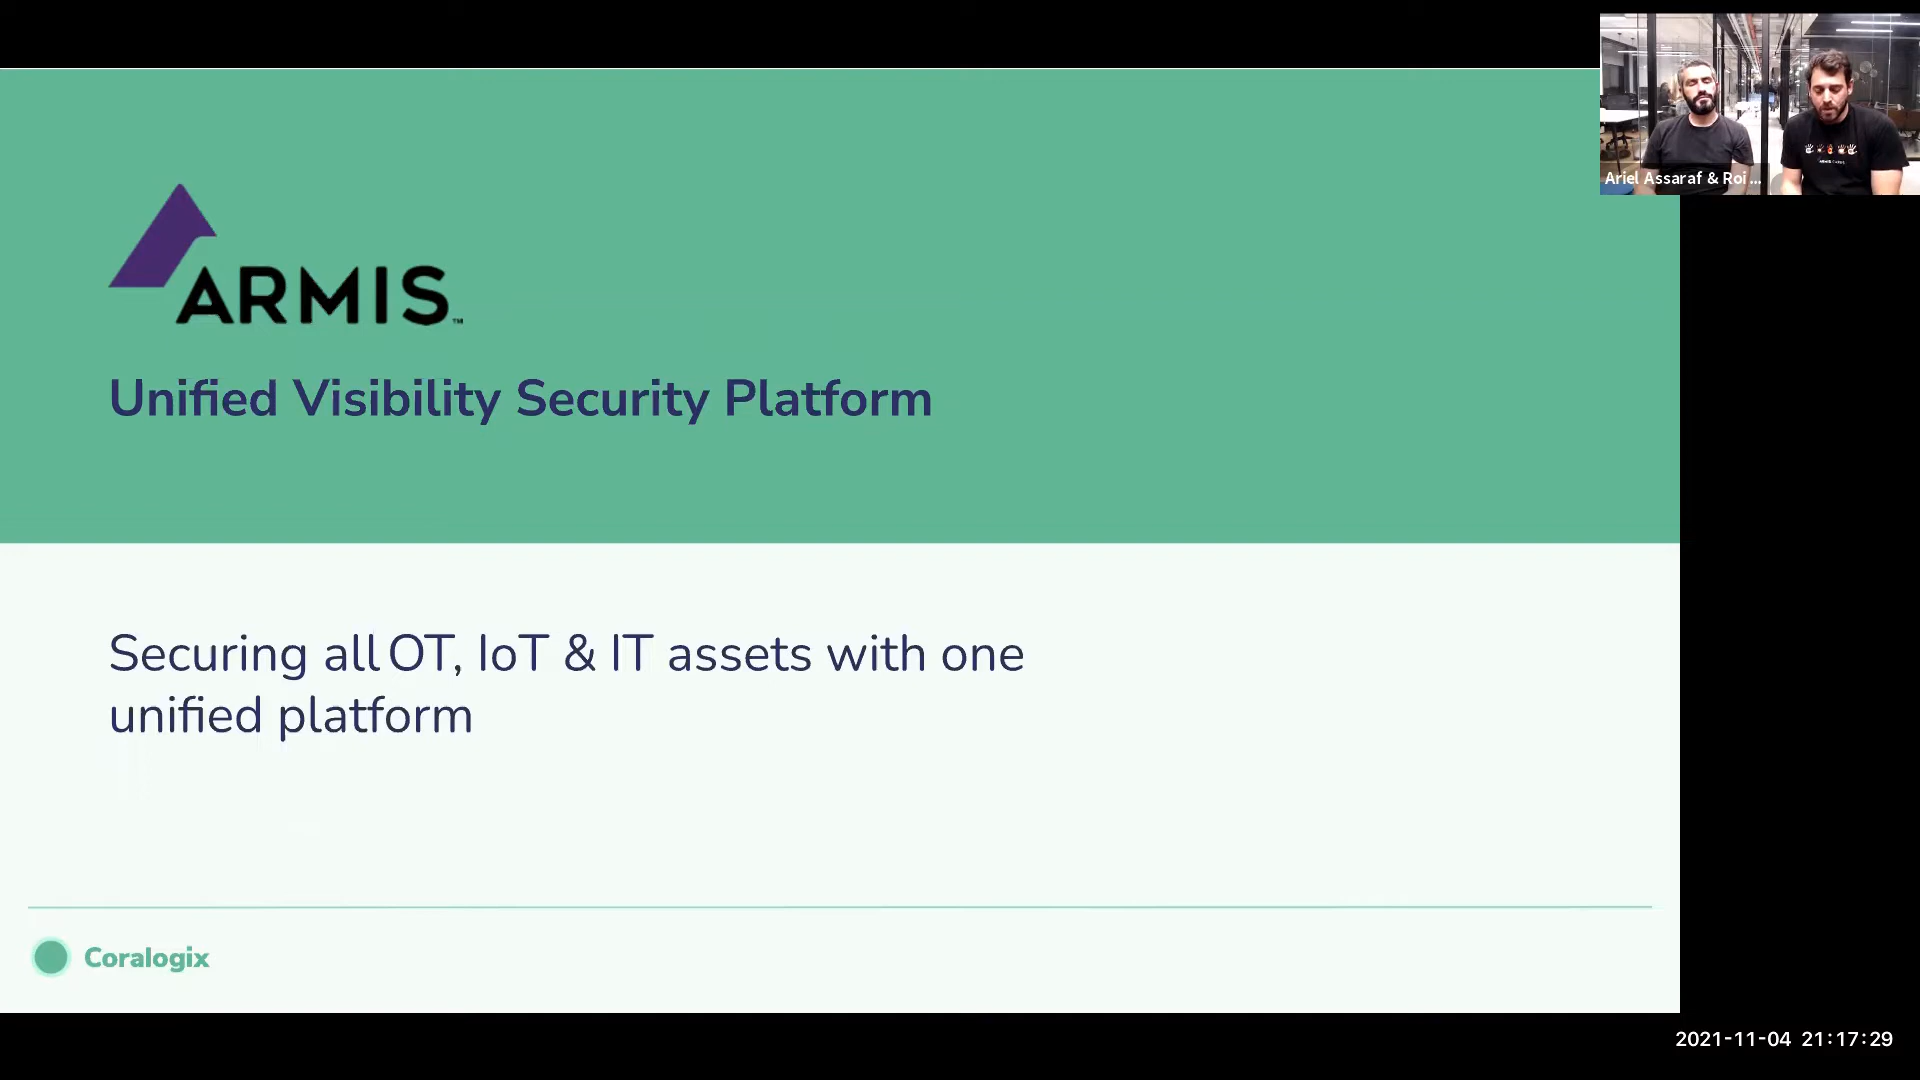 Ariel Assaraf & Roi ...
ARMIS™
Unified Visibility Security Platform
Securing all OT, IoT & IT assets with one
unified platform
Coralogix
2021-11-04 21:17:29